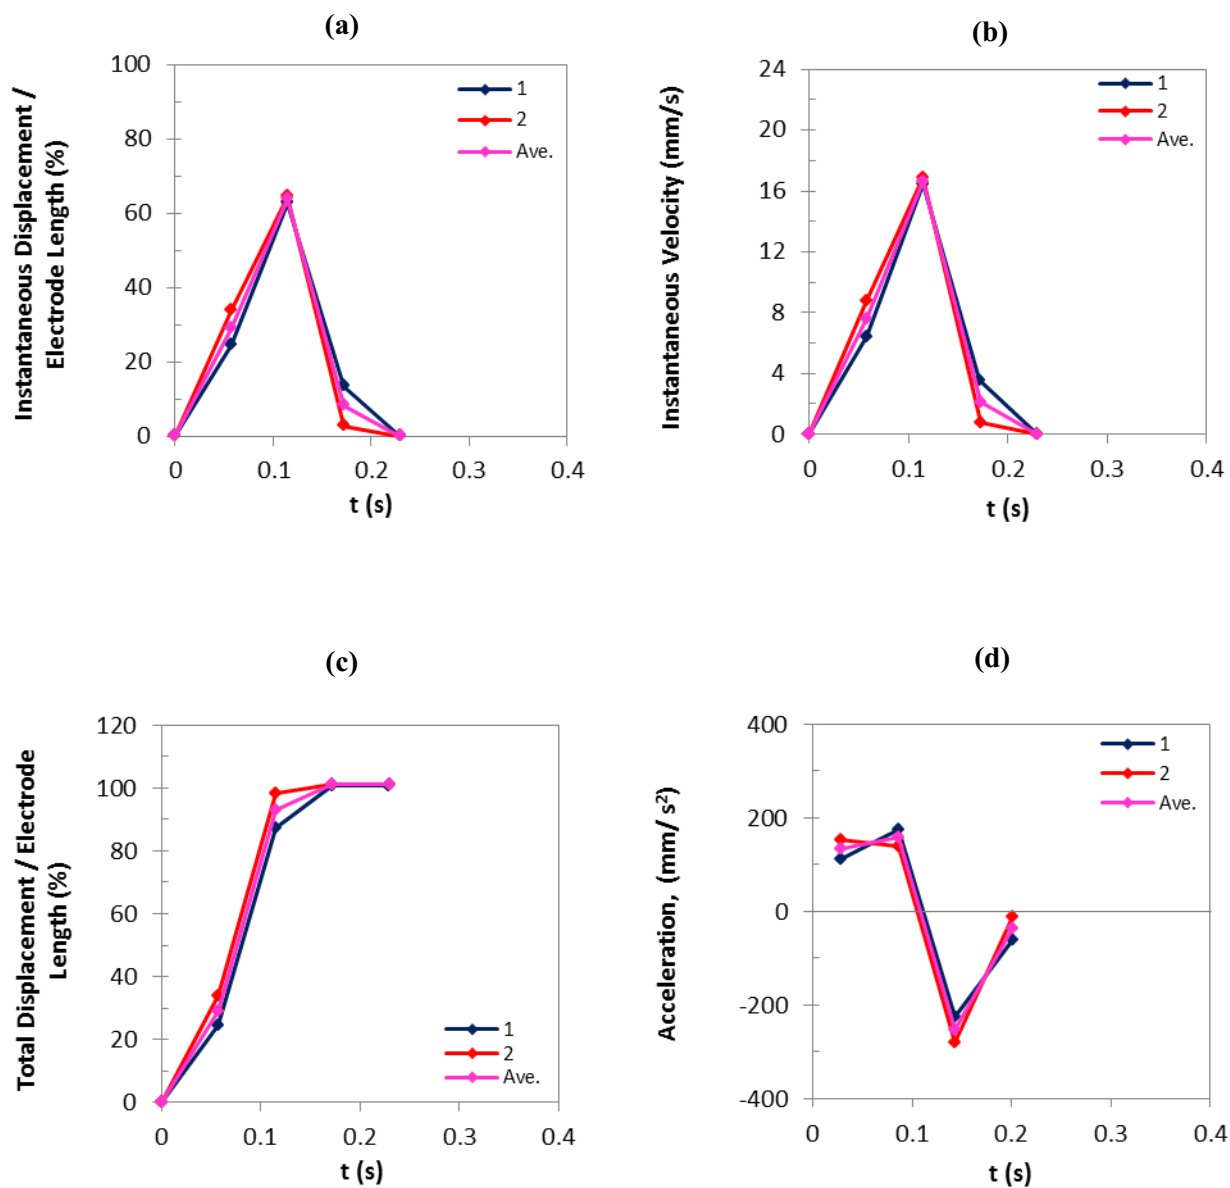 (a)
Instantaneous Displacement /
Electrode Length (%)
100
80
60
40
20
0
0 0.1 0.2 0.3 0.4
t (s)
1
2
Ave.
(b)
Instantaneous Velocity (mm/s)
24
20
16
12
8
4
0
0 0.1 0.2 0.3 0.4
t (s)
1
2
Ave.
(c)
Total Displacement / Electrode
Length (%)
120
100
80
60
40
20
0
0 0.1 0.2 0.3 0.4
t (s)
1
2
Ave.
(d)
Acceleration, (mm/ s²)
400
200
0
-200
-400
0 0.1 0.2 0.3 0.4
t (s)
1
2
Ave.